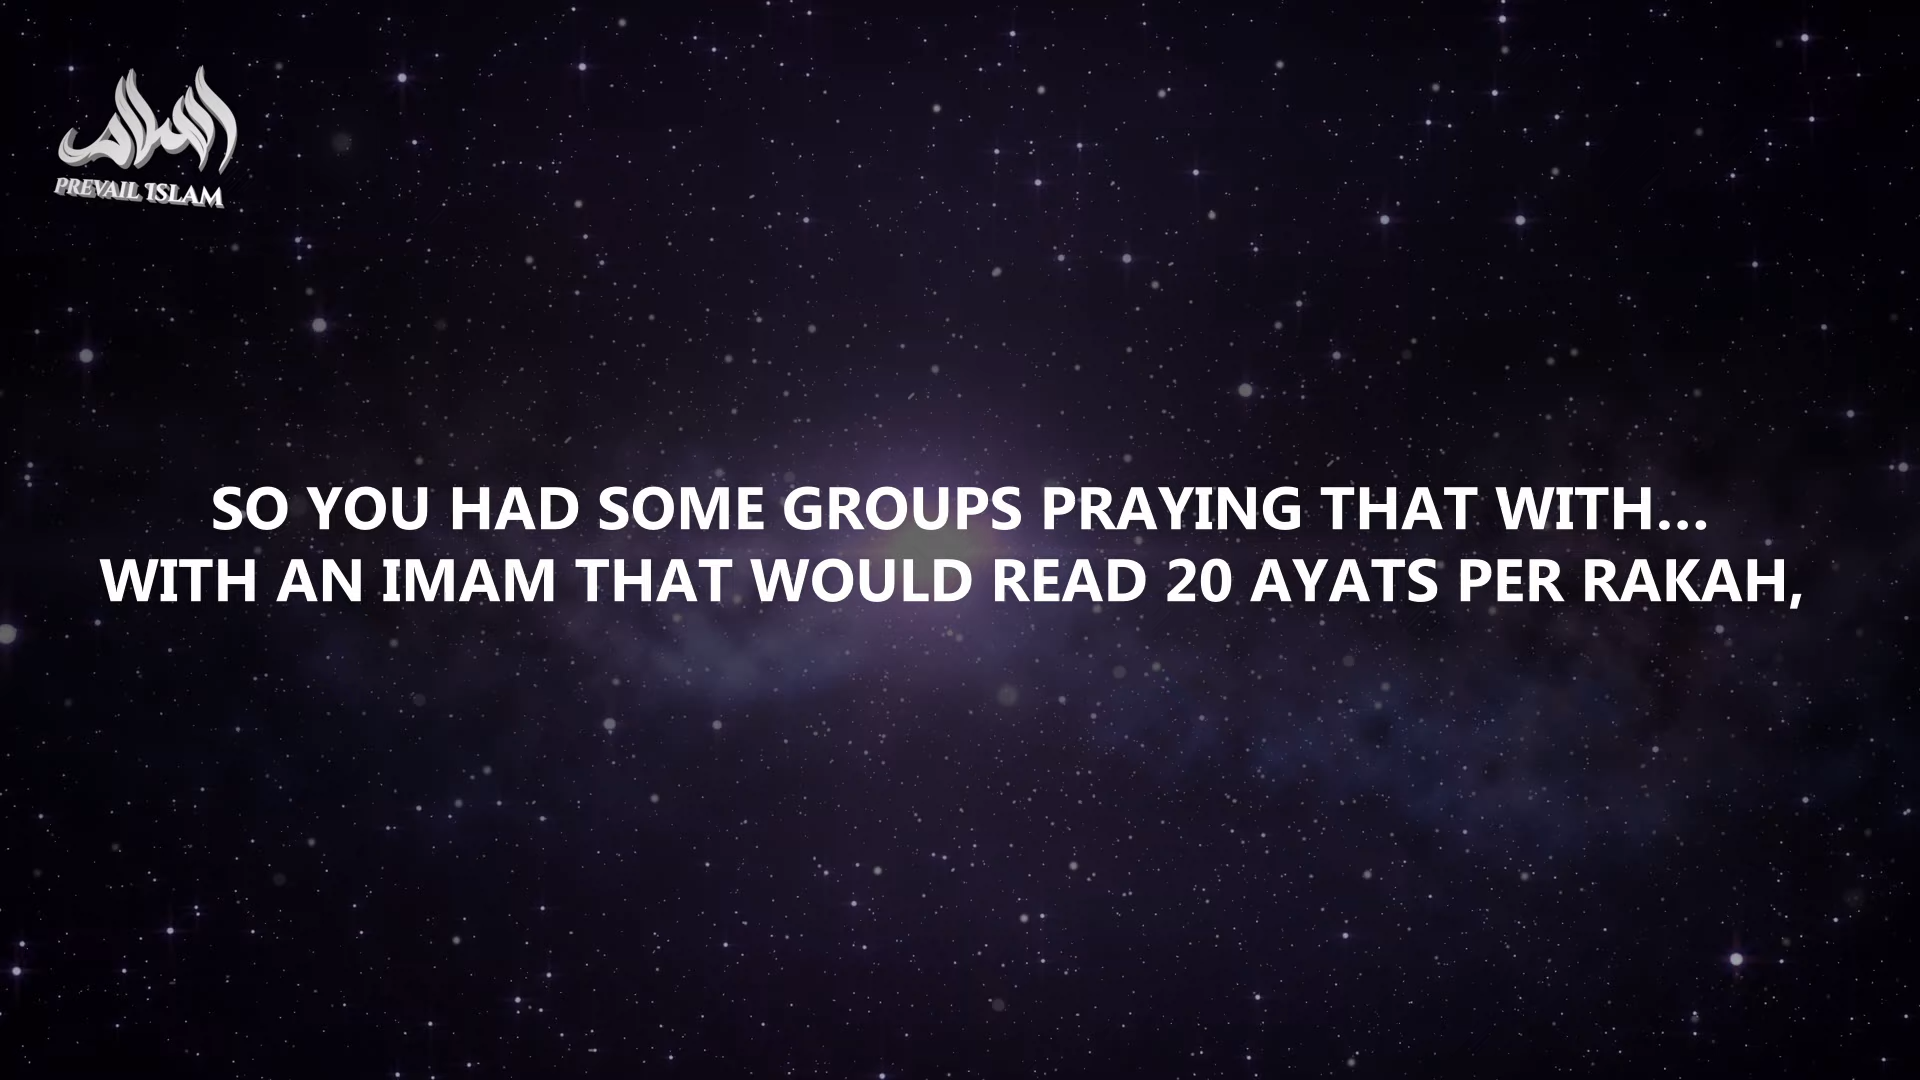 السلام
PREVAIL ISLAM
SO YOU HAD SOME GROUPS PRAYING THAT WITH...
WITH AN IMAM THAT WOULD READ 20 AYATS PER RAKAH,